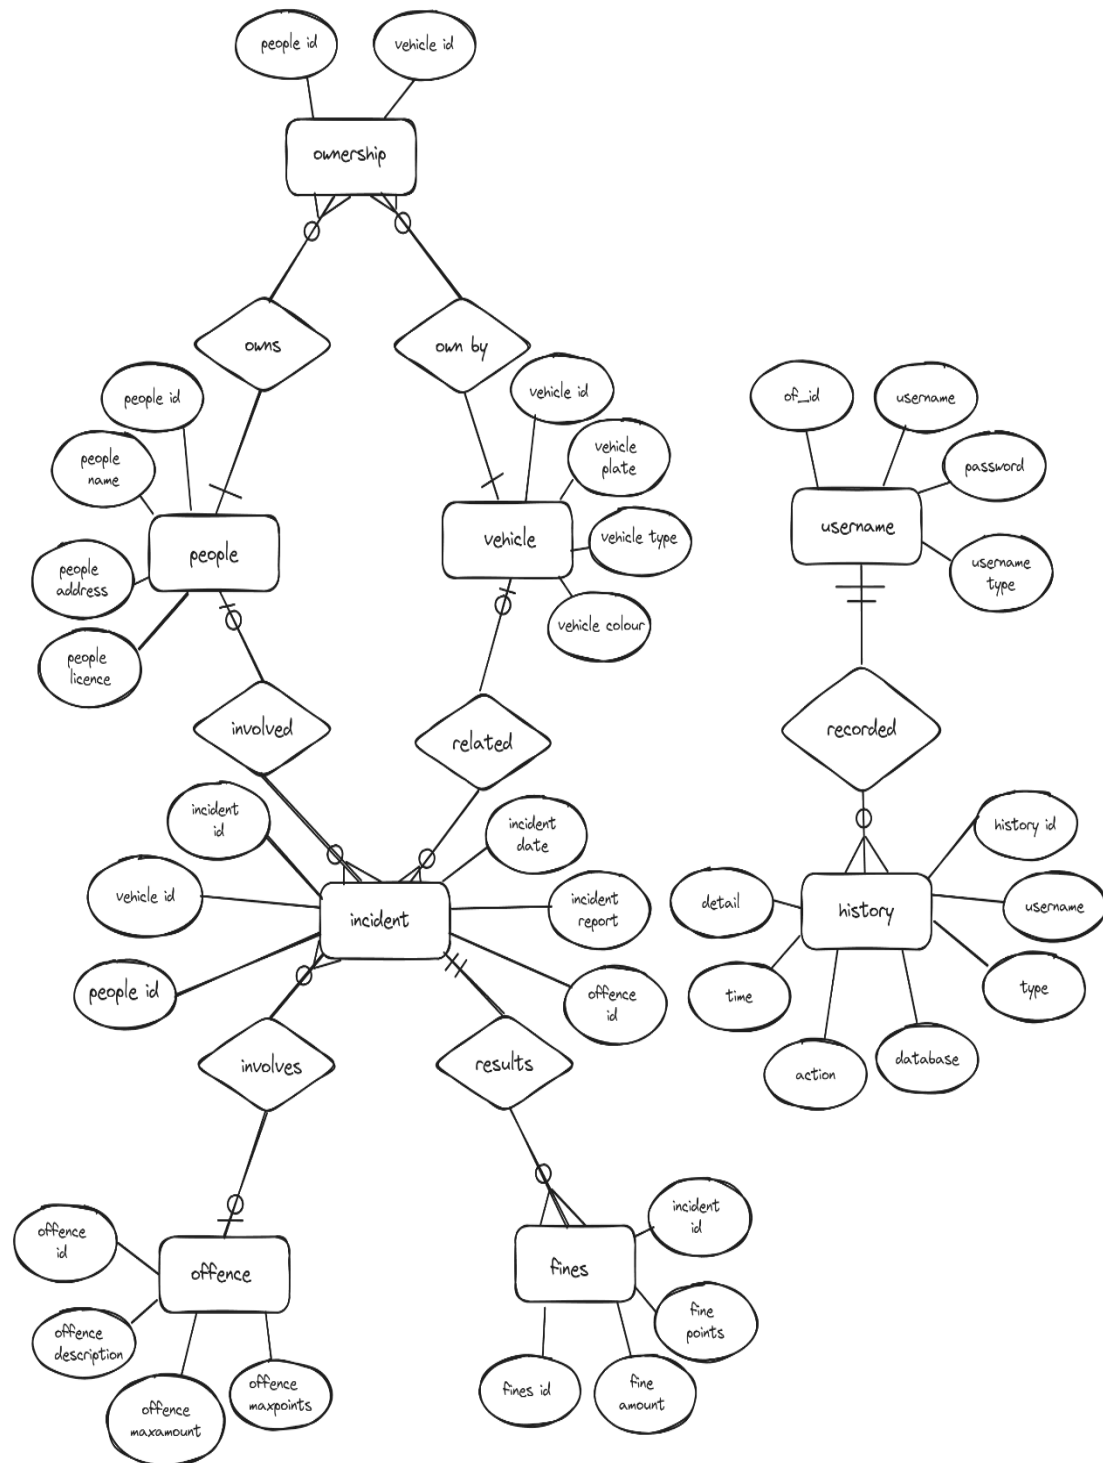 people id
vehicle id
ownership
owns
own by
people id
people
name
people
address
people
licence
people
vehicle id
vehicle
plate
vehicle type
vehicle colour
vehicle
of_id
username
password
username
type
username
involved
related
recorded
incident
id
vehicle id
people id
incident
incident
date
incident
report
offence
id
history id
username
type
database
action
time
detail
history
involves
results
offence
id
offence
description
offence
maxamount
offence
maxpoints
offence
fines
incident
id
fine
points
fine
amount
fines id